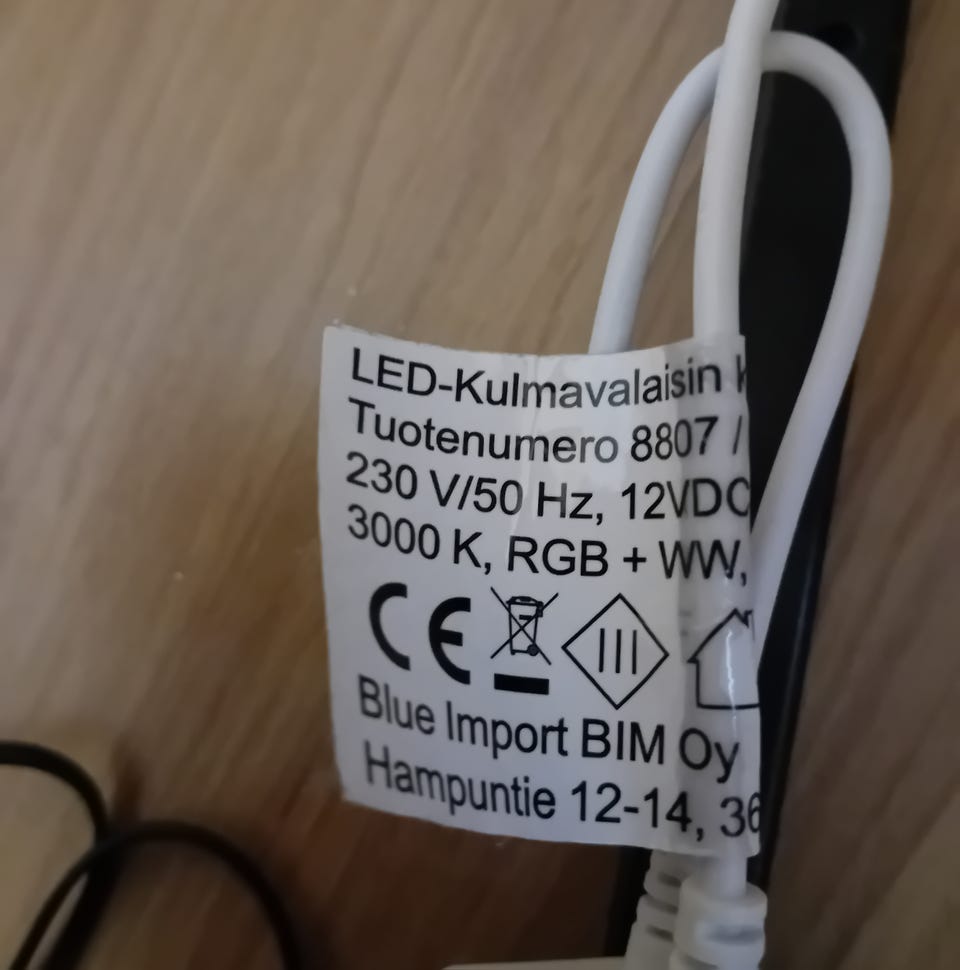 LED-Kulmavalaisin
Tuotenumero 8807 /
230 V/50 Hz, 12VDC
3000 K, RGB + WW,
CE
Blue Import BIM Oy
Hampuntie 12-14, 36